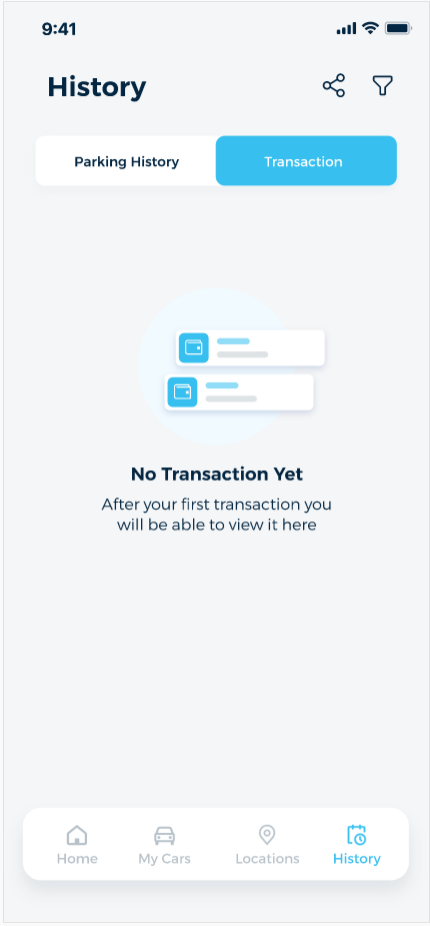 9:41
History
Parking History
Transaction
No Transaction Yet
After your first transaction you
will be able to view it here
Home
My Cars
Locations
History